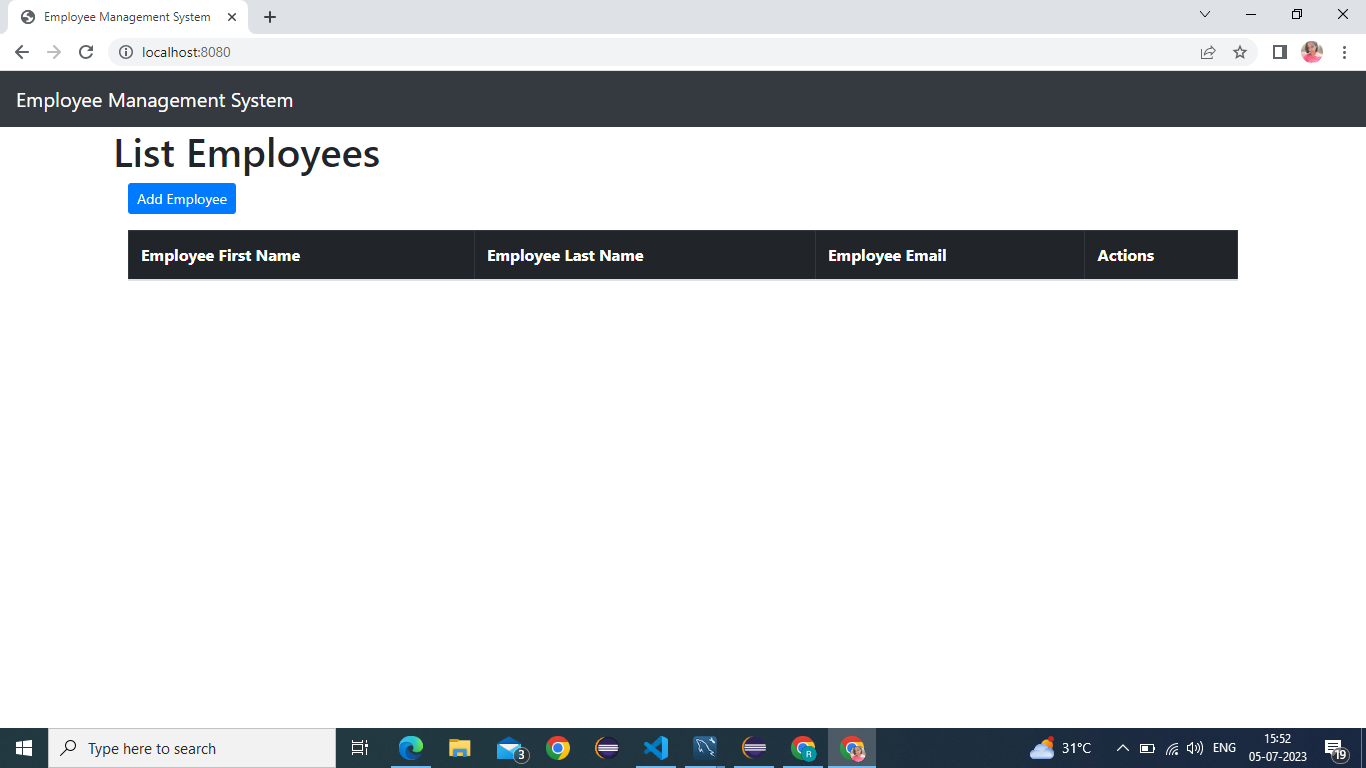 Employee Management System
localhost:8080
Employee Management System
List Employees
Add Employee
Employee First Name Employee Last Name Employee Email Actions
Type here to search
3
R
31°C
ENG
15:52
05-07-2023
19